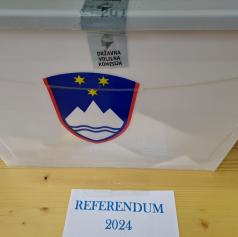 DRŽAVNA
VOLILNA
KOMISIJA
REFERENDUM
2024